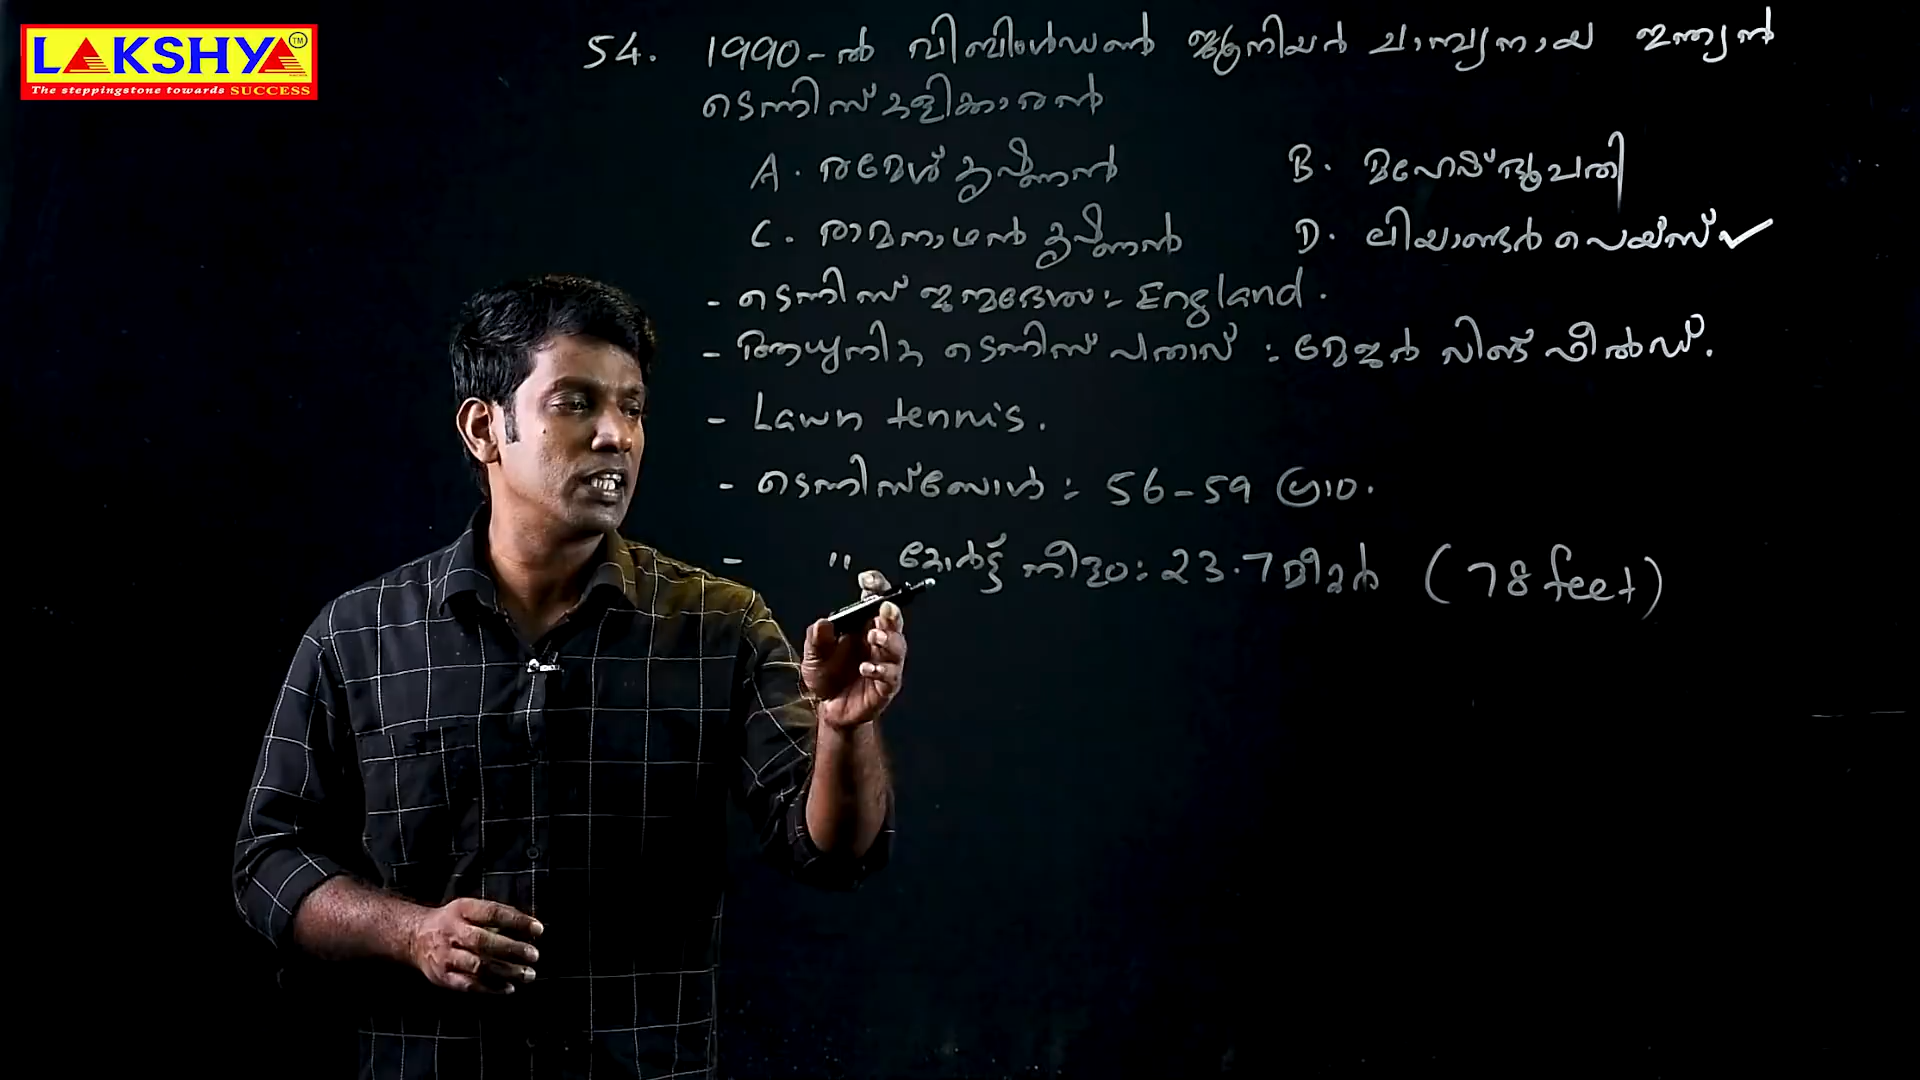 LAKSHYA TM
The steppingstone towards SUCCESS
54. 1990-ൽ വിംബിൾഡൺ ജൂനിയർ ചാമ്പ്യനായ ഇന്ത്യൻ
ടെന്നിസ് കളിക്കാരൻ
A. രമേശ് കൃഷ്ണൻ B. മഹേഷ് ഭൂപതി
C. രാമനാഥൻ കൃഷ്ണൻ D. ലിയാണ്ടർ പെയ്സ് ✓
- ടെന്നിസ് ജന്മദേശം :- England.
- ആധുനിക ടെന്നിസ് പിതാവ് : മേജർ വിങ്ഫീൽഡ്.
- Lawn tennis.
- ടെന്നിസ്ബോൾ :- 56-59 ഗ്രാം.
- " കോർട്ട് നീളം : 23.7 മീറ്റർ (78 feet)